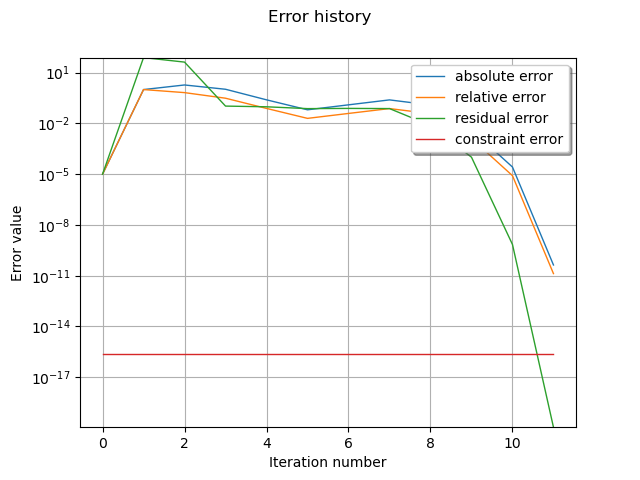 Error history
absolute error
relative error
residual error
constraint error
Error value
10^1
10^-2
10^-5
10^-8
10^-11
10^-14
10^-17
0 2 4 6 8 10
Iteration number